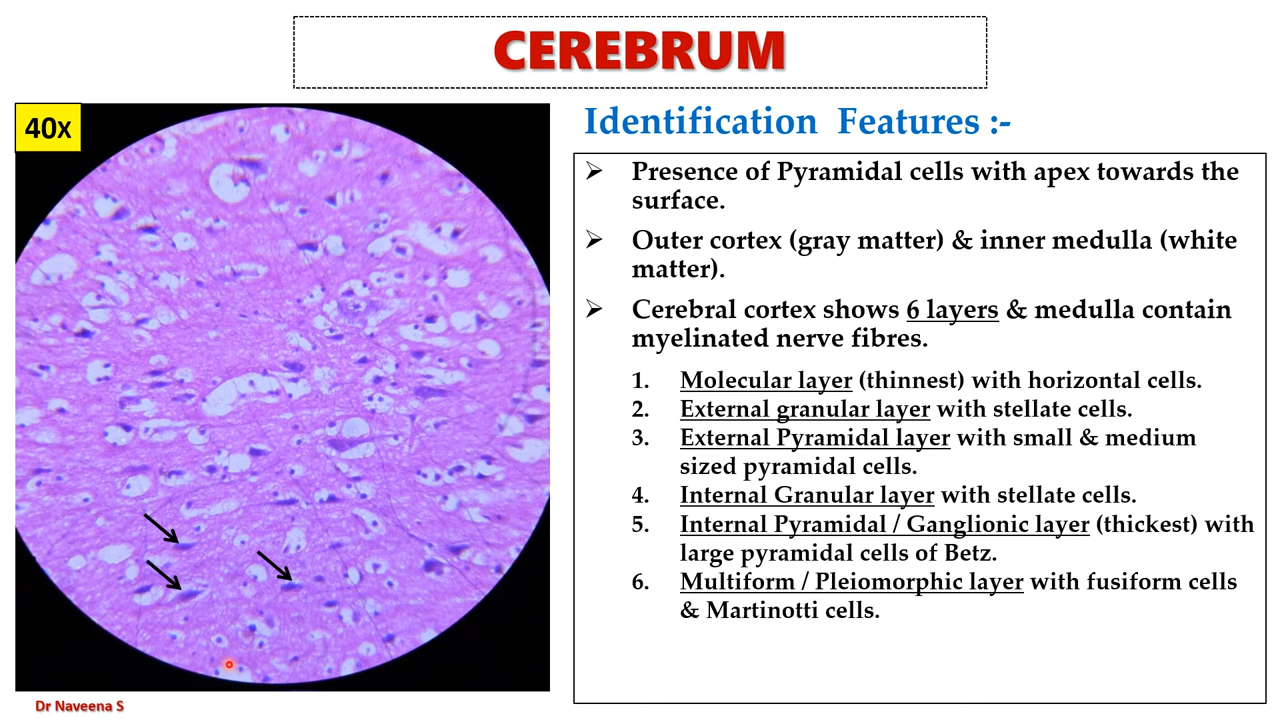 CEREBRUM
40x
Identification Features :-
➢ Presence of Pyramidal cells with apex towards the
surface.
➢ Outer cortex (gray matter) & inner medulla (white
matter).
➢ Cerebral cortex shows 6 layers & medulla contain
myelinated nerve fibres.
1. Molecular layer (thinnest) with horizontal cells.
2. External granular layer with stellate cells.
3. External Pyramidal layer with small & medium
sized pyramidal cells.
4. Internal Granular layer with stellate cells.
5. Internal Pyramidal / Ganglionic layer (thickest) with
large pyramidal cells of Betz.
6. Multiform / Pleiomorphic layer with fusiform cells
& Martinotti cells.
Dr Naveena S